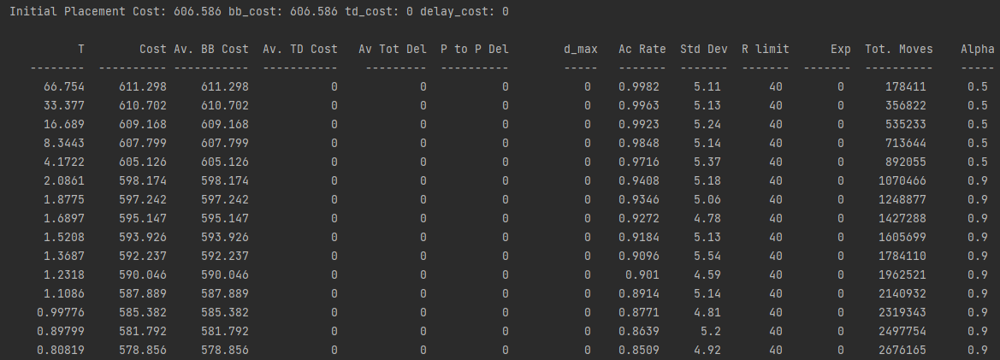 Initial Placement Cost: 606.586 bb_cost: 606.586 td_cost: 0 delay_cost: 0
T Cost Av. BB Cost Av. TD Cost Av Tot Del P to P Del d_max Ac Rate Std Dev R limit Exp Tot. Moves Alpha
-------- ----------- ----------- ----------- --------- ---------- ----- ------- ------- ------- ------- ---------- -----
66.754 611.298 611.298 0 0 0 0 0.9982 5.11 40 0 178411 0.5
33.377 610.702 610.702 0 0 0 0 0.9963 5.13 40 0 356822 0.5
16.689 609.168 609.168 0 0 0 0 0.9923 5.24 40 0 535233 0.5
8.3443 607.799 607.799 0 0 0 0 0.9848 5.14 40 0 713644 0.5
4.1722 605.126 605.126 0 0 0 0 0.9716 5.37 40 0 892055 0.5
2.0861 598.174 598.174 0 0 0 0 0.9408 5.18 40 0 1070466 0.9
1.8775 597.242 597.242 0 0 0 0 0.9346 5.06 40 0 1248877 0.9
1.6897 595.147 595.147 0 0 0 0 0.9272 4.78 40 0 1427288 0.9
1.5208 593.926 593.926 0 0 0 0 0.9184 5.13 40 0 1605699 0.9
1.3687 592.237 592.237 0 0 0 0 0.9096 5.54 40 0 1784110 0.9
1.2318 590.046 590.046 0 0 0 0 0.901 4.59 40 0 1962521 0.9
1.1086 587.889 587.889 0 0 0 0 0.8914 5.14 40 0 2140932 0.9
0.99776 585.382 585.382 0 0 0 0 0.8771 4.81 40 0 2319343 0.9
0.89799 581.792 581.792 0 0 0 0 0.8639 5.2 40 0 2497754 0.9
0.80819 578.856 578.856 0 0 0 0 0.8509 4.92 40 0 2676165 0.9